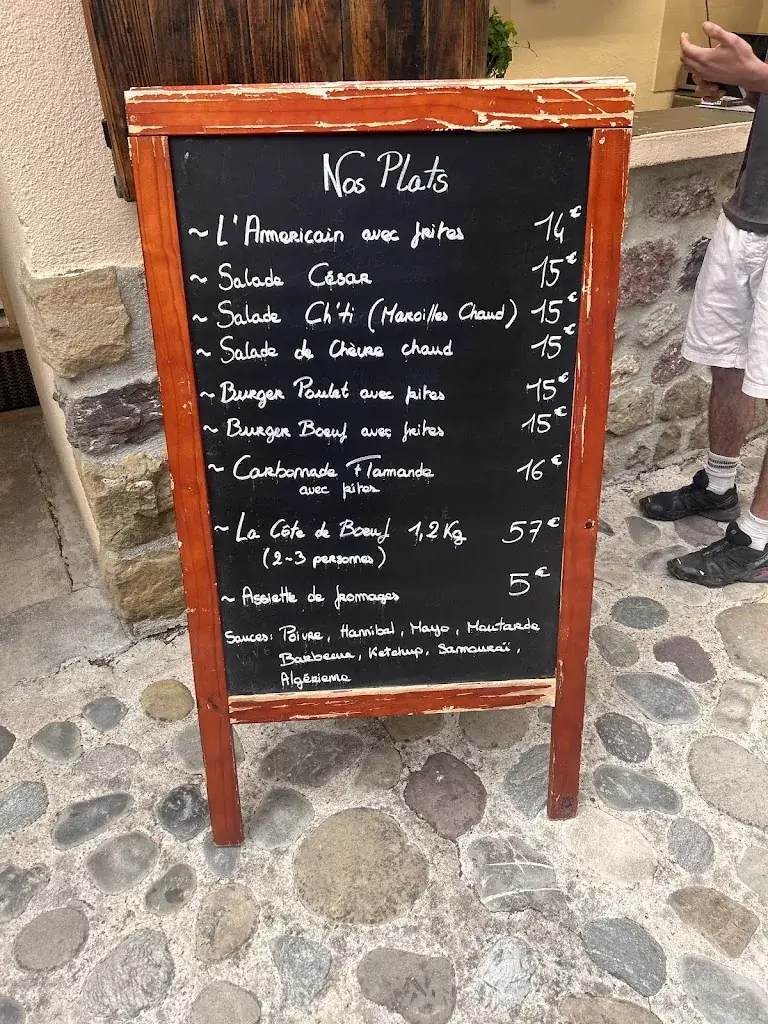 Nos Plats
~ L'Americain avec frites 14€
~ Salade César 15€
~ Salade Ch'ti (Maroilles Chaud) 15€
~ Salade de Chèvre chaud 15€
~ Burger Poulet avec frites 15€
~ Burger Boeuf avec frites 15€
~ Carbonnade Flamande 16€
avec frites
~ La Côte de Boeuf 1,2Kg 57€
(2-3 personnes)
~ Assiette de fromages 5€
Sauces: Poivre, Hannibal, Mayo, Moutarde
Barbecue, Ketchup, Samouraï,
Algérienne